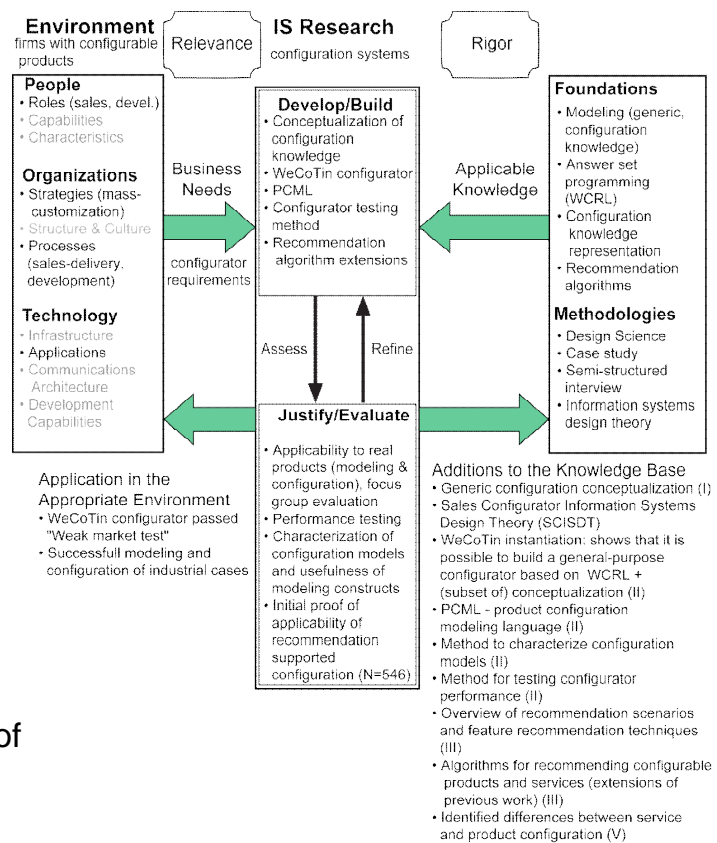 Environment
firms with configurable
products
Relevance
IS Research
configuration systems
Rigor
People
• Roles (sales, devel.)
• Capabilities
• Characteristics
Organizations
• Strategies (mass-
customization)
• Structure & Culture
• Processes
(sales-delivery,
development)
Technology
• Infrastructure
• Applications
• Communications
Architecture
• Development
Capabilities
Business
Needs
configurator
requirements
Develop/Build
• Conceptualization of
configuration
knowledge
• WeCoTin configurator
• PCML
• Configurator testing
method
• Recommendation
algorithm extensions
Assess
Refine
Justify/Evaluate
• Applicability to real
products (modeling &
configuration), focus
group evaluation
• Performance testing
• Characterization of
configuration models
and usefulness of
modeling constructs
• Initial proof of
applicability of
recommendation
supported
configuration (N=546)
Applicable
Knowledge
Foundations
• Modeling (generic,
configuration
knowledge)
• Answer set
programming
(WCRL)
• Configuration
knowledge
representation
• Recommendation
algorithms
Methodologies
• Design Science
• Case study
• Semi-structured
interview
• Information systems
design theory
Application in the
Appropriate Environment
• WeCoTin configurator passed
"Weak market test"
• Successfull modeling and
configuration of industrial cases
Additions to the Knowledge Base
• Generic configuration conceptualization (I)
• Sales Configurator Information Systems
Design Theory (SCISDT)
• WeCoTin instantiation: shows that it is
possible to build a general-purpose
configurator based on WCRL +
(subset of) conceptualization (II)
• PCML - product configuration
modeling language (II)
• Method to characterize configuration
models (II)
• Method for testing configurator
performance (II)
• Overview of recommendation scenarios
and feature recommendation techniques
(III)
• Algorithms for recommending configurable
products and services (extensions of
previous work) (III)
• Identified differences between service
and product configuration (V)
of